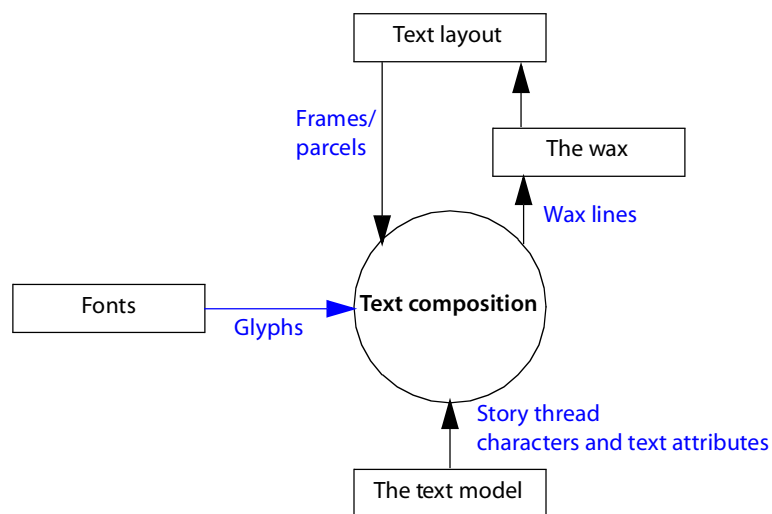 Text layout
Frames/
parcels
The wax
Wax lines
Fonts
Text composition
Glyphs
Story thread
characters and text attributes
The text model